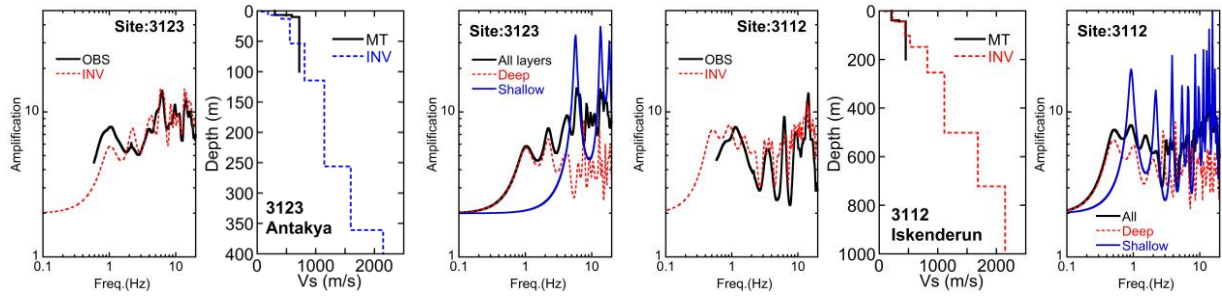 Site:3123
OBS
INV
Amplification
10
1
0.1
1
10
Freq.(Hz)
0
50
100
150
200
250
300
350
400
Depth (m)
MT
INV
3123
Antakya
0
1000
2000
Vs (m/s)
Site:3123
All layers
Deep
Shallow
Amplification
10
1
0.1
1
10
Freq.(Hz)
Site:3112
OBS
INV
Amplification
10
1
0.1
1
10
Freq.(Hz)
0
200
400
600
800
1000
Depth (m)
MT
INV
3112
Iskenderun
0
1000
2000
Vs (m/s)
Site:3112
All
Deep
Shallow
Amplification
10
1
0.1
1
10
Freq.(Hz)